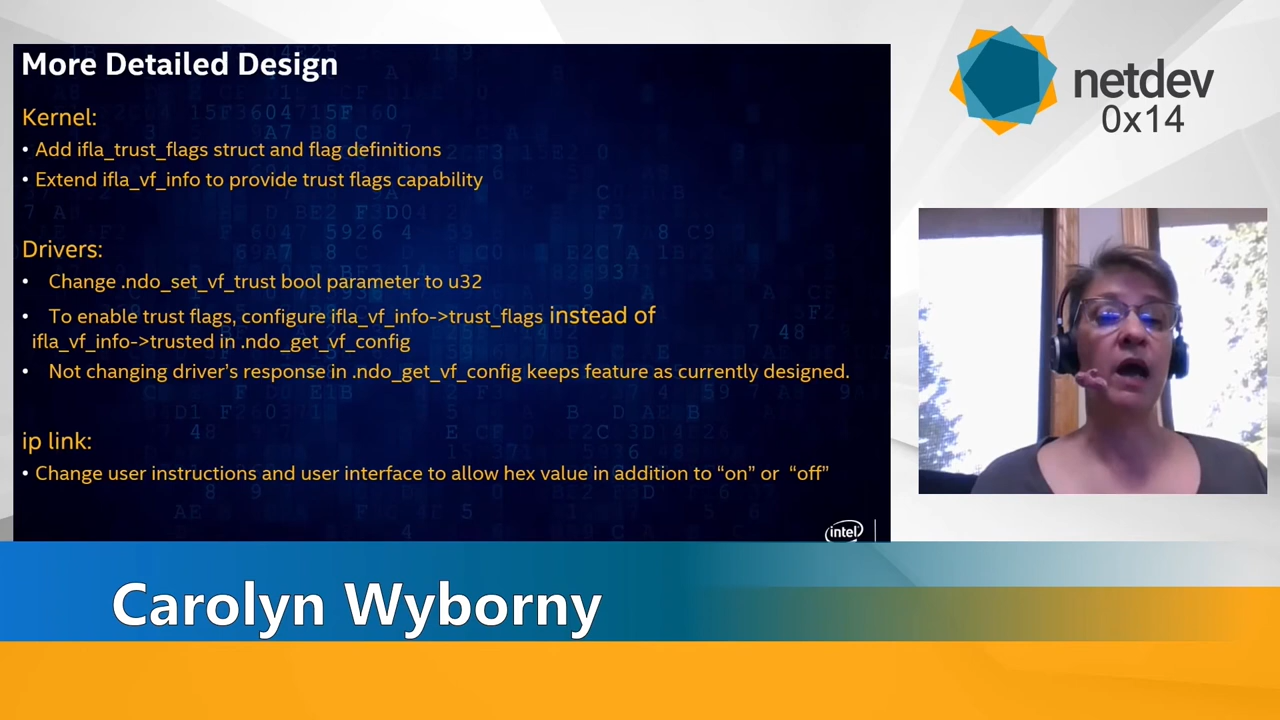 More Detailed Design
Kernel:
• Add ifla_trust_flags struct and flag definitions
• Extend ifla_vf_info to provide trust flags capability
Drivers:
• Change .ndo_set_vf_trust bool parameter to u32
• To enable trust flags, configure ifla_vf_info->trust_flags instead of
ifla_vf_info->trusted in .ndo_get_vf_config
• Not changing driver’s response in .ndo_get_vf_config keeps feature as currently designed.
ip link:
• Change user instructions and user interface to allow hex value in addition to “on” or “off”
intel
netdev
0x14
Carolyn Wyborny